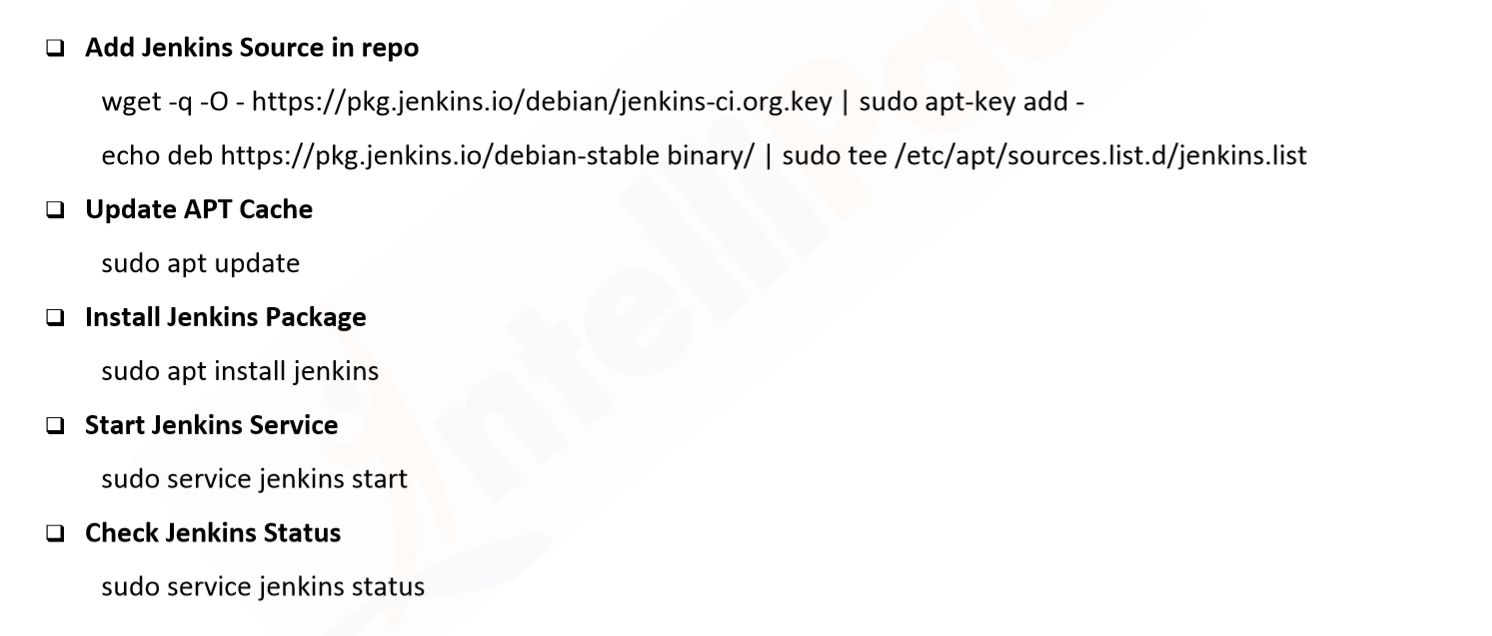 Add Jenkins Source in repo
wget -q -O - https://pkg.jenkins.io/debian/jenkins-ci.org.key | sudo apt-key add -
echo deb https://pkg.jenkins.io/debian-stable binary/ | sudo tee /etc/apt/sources.list.d/jenkins.list
Update APT Cache
sudo apt update
Install Jenkins Package
sudo apt install jenkins
Start Jenkins Service
sudo service jenkins start
Check Jenkins Status
sudo service jenkins status
IntelliPaa